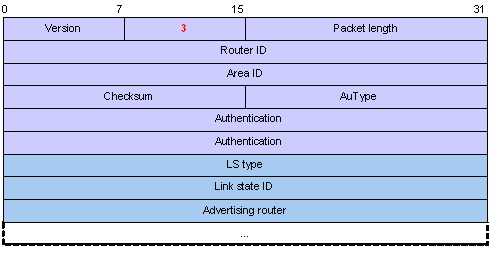 0 7 15 31
Version 3 Packet length
Router ID
Area ID
Checksum AuType
Authentication
Authentication
LS type
Link state ID
Advertising router
...